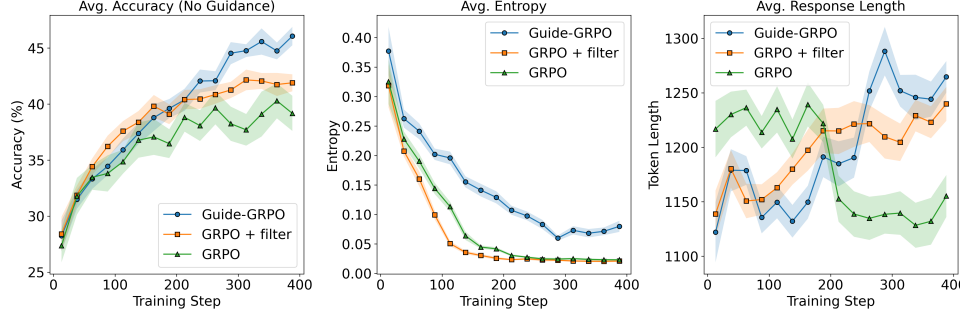 Avg. Accuracy (No Guidance)
45
40
35
30
25
Accuracy (%)
Guide-GRPO
GRPO + filter
GRPO
0 100 200 300 400
Training Step
Avg. Entropy
0.40
0.35
0.30
0.25
0.20
0.15
0.10
0.05
0.00
Entropy
Guide-GRPO
GRPO + filter
GRPO
0 100 200 300 400
Training Step
Avg. Response Length
1300
1250
1200
1150
1100
Token Length
Guide-GRPO
GRPO + filter
GRPO
0 100 200 300 400
Training Step